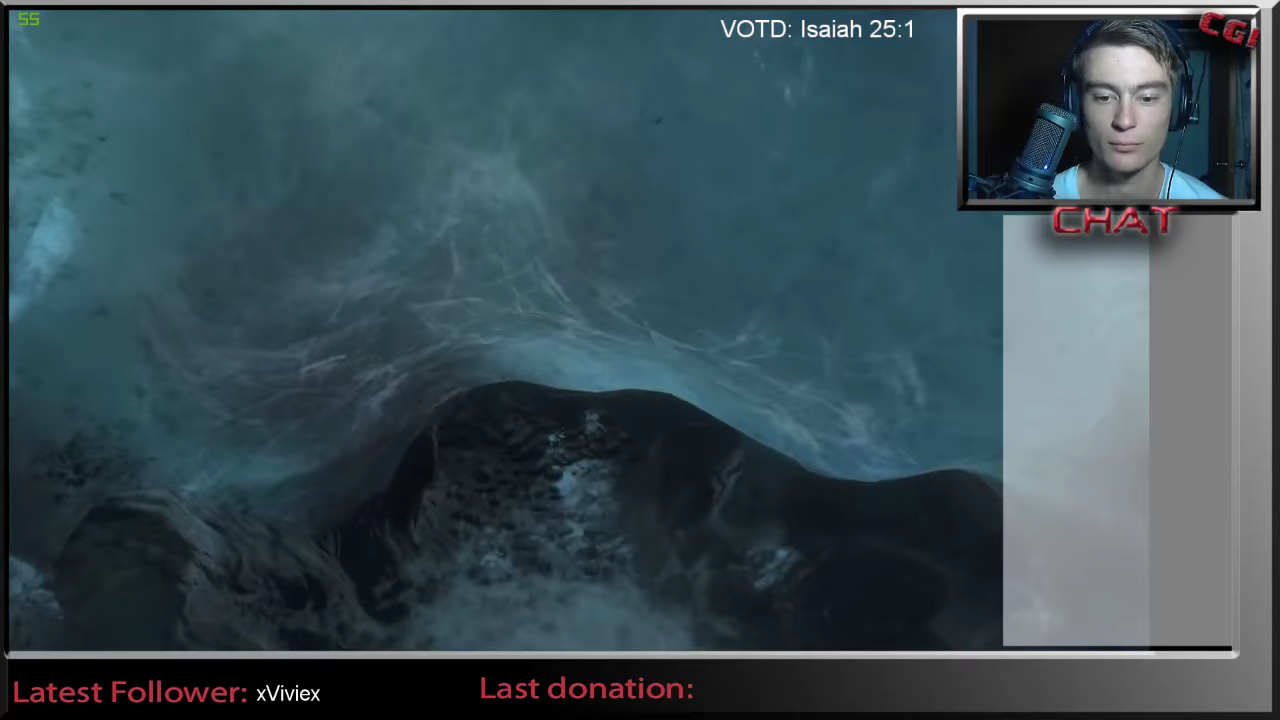 55
VOTD: Isaiah 25:1
CGI
CHAT
Latest Follower: xViviex
Last donation: